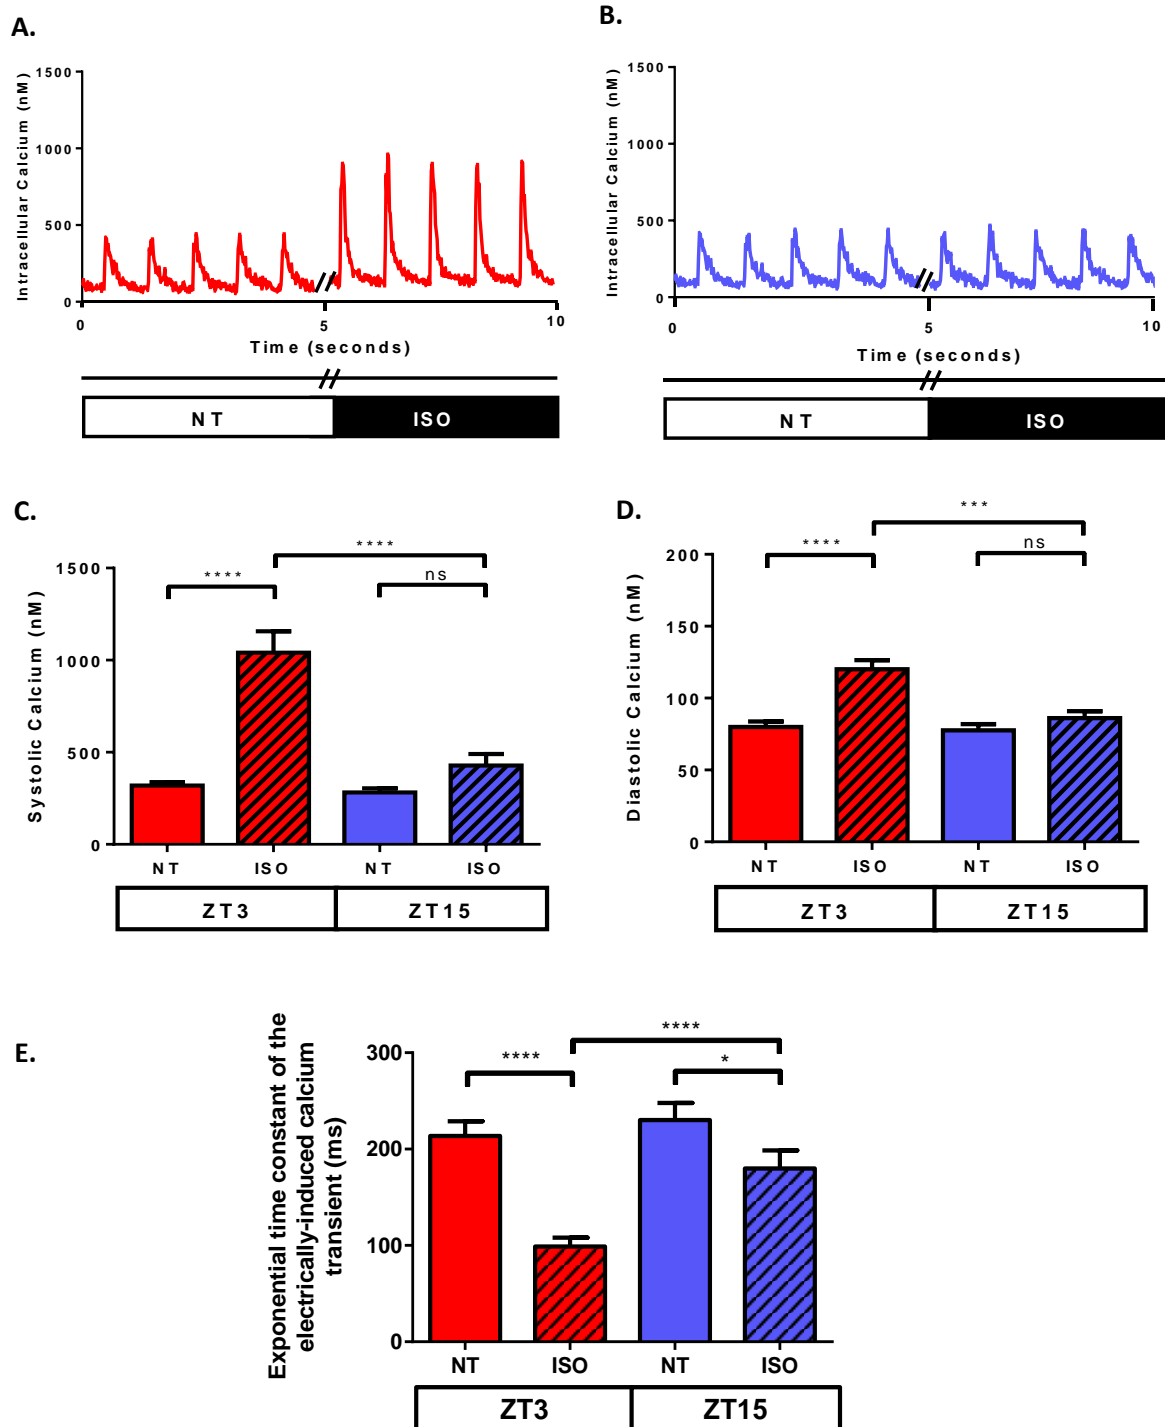 A.
B.
Intracellular Calcium (nM)
1500
1000
500
0
0
5
10
Time (seconds)
NT
ISO
Intracellular Calcium (nM)
1500
1000
500
0
0
5
10
Time (seconds)
NT
ISO
C.
Systolic Calcium (nM)
1500
1000
500
0
****
****
ns
NT
ISO
NT
ISO
ZT3
ZT15
D.
Diastolic Calcium (nM)
200
150
100
50
0
****
***
ns
NT
ISO
NT
ISO
ZT3
ZT15
E.
Exponential time constant of the
electrically-induced calcium
transient (ms)
300
200
100
0
****
****
*
NT
ISO
NT
ISO
ZT3
ZT15